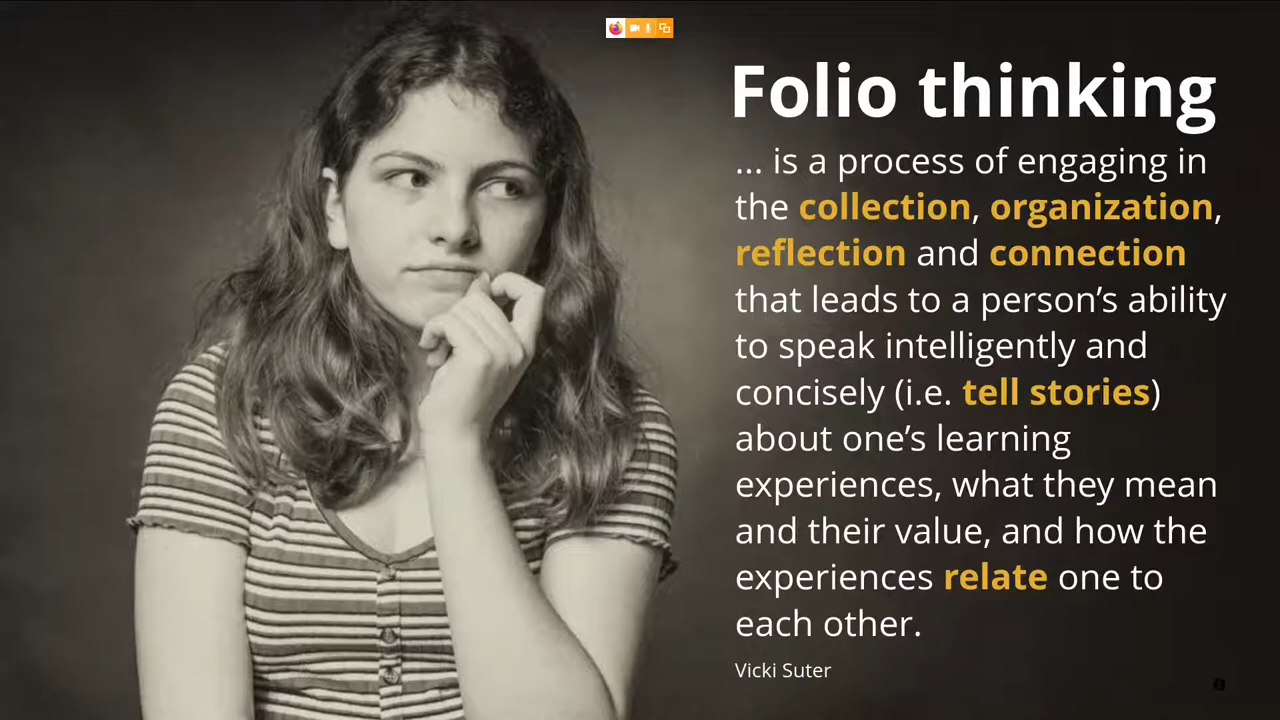 Folio thinking
... is a process of engaging in
the collection, organization,
reflection and connection
that leads to a person’s ability
to speak intelligently and
concisely (i.e. tell stories)
about one’s learning
experiences, what they mean
and their value, and how the
experiences relate one to
each other.
Vicki Suter